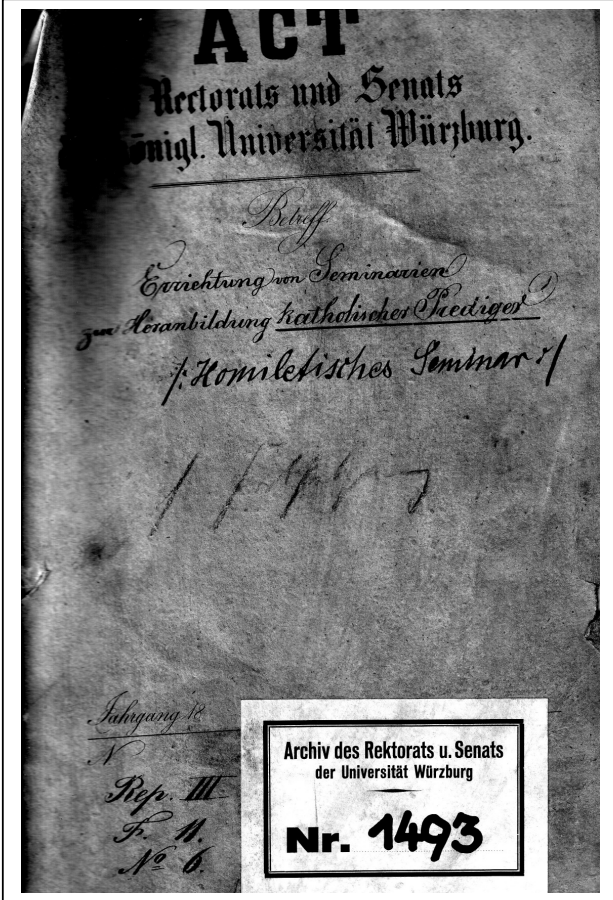 ACT
Rectorats und Senats
königl. Universität Würzburg.
Betreff
Errichtung von Seminarien
zur Heranbildung katholischer Prediger
/: Homiletisches Seminar :/
Jahrgang 18
N
Rep. III
F. 11.
Nº 6.
Archiv des Rektorats u. Senats
der Universität Würzburg
Nr. 1493